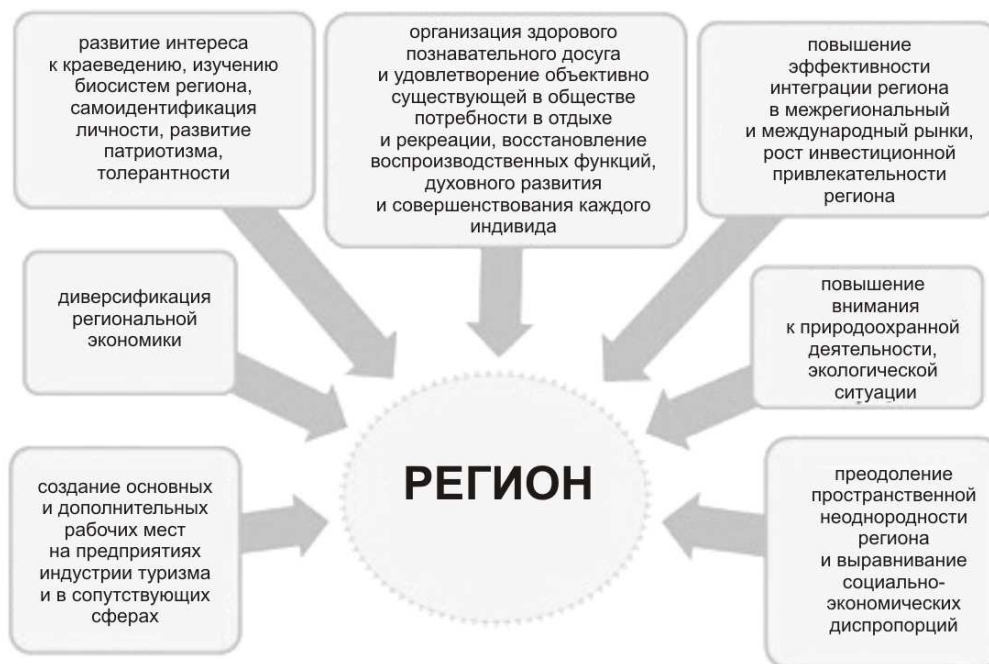 развитие интереса
к краеведению, изучению
биосистем региона,
самоидентификация
личности, развитие
патриотизма,
толерантности
организация здорового
познавательного досуга
и удовлетворение объективно
существующей в обществе
потребности в отдыхе
и рекреации, восстановление
воспроизводственных функций,
духовного развития
и совершенствования каждого
индивида
повышение
эффективности
интеграции региона
в межрегиональный
и международный рынки,
рост инвестиционной
привлекательности
региона
диверсификация
региональной
экономики
повышение
внимания
к природоохранной
деятельности,
экологической
ситуации
РЕГИОН
создание основных
и дополнительных
рабочих мест
на предприятиях
индустрии туризма
и в сопутствующих
сферах
преодоление
пространственной
неоднородности
региона
и выравнивание
социально-
экономических
диспропорций